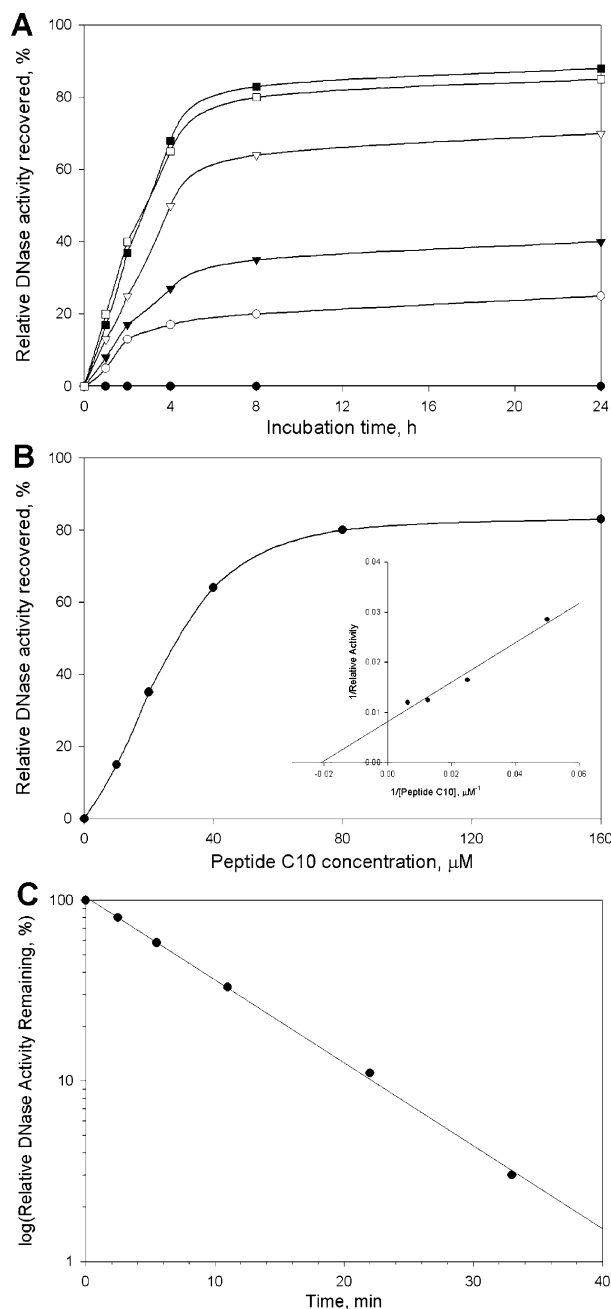 A
Relative DNase activity recovered, %
100
80
60
40
20
0
0 4 8 12 16 20 24
Incubation time, h
B
Relative DNase activity recovered, %
100
80
60
40
20
0
1/Relative Activity
0.04
0.03
0.02
0.01
0.00
-0.02 0.00 0.02 0.04 0.06
1/[Peptide C10], μM-1
0 40 80 120 160
Peptide C10 concentration, μM
C
log(Relative DNase Activity Remaining, %)
100
10
1
0 10 20 30 40
Time, min